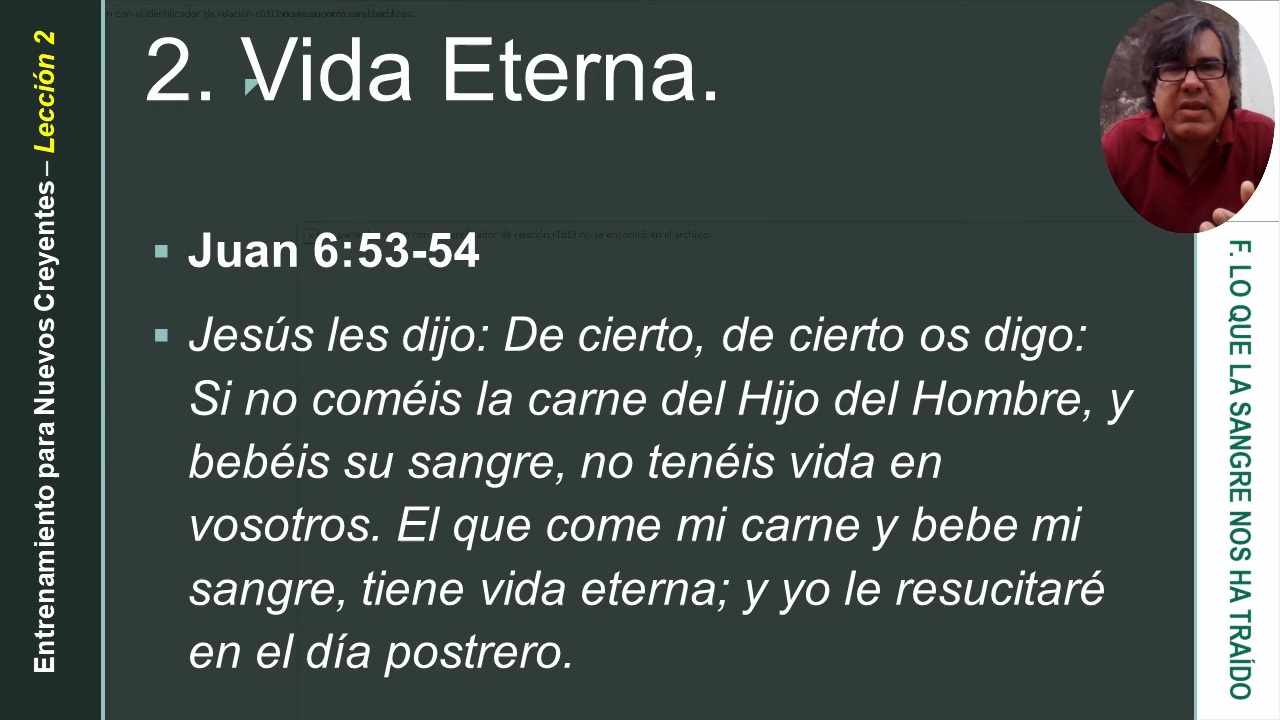 Entrenamiento para Nuevos Creyentes – Lección 2
2. Vida Eterna.
Juan 6:53-54
Jesús les dijo: De cierto, de cierto os digo:
Si no coméis la carne del Hijo del Hombre, y
bebéis su sangre, no tenéis vida en
vosotros. El que come mi carne y bebe mi
sangre, tiene vida eterna; y yo le resucitaré
en el día postrero.
F. LO QUE LA SANGRE NOS HA TRAÍDO